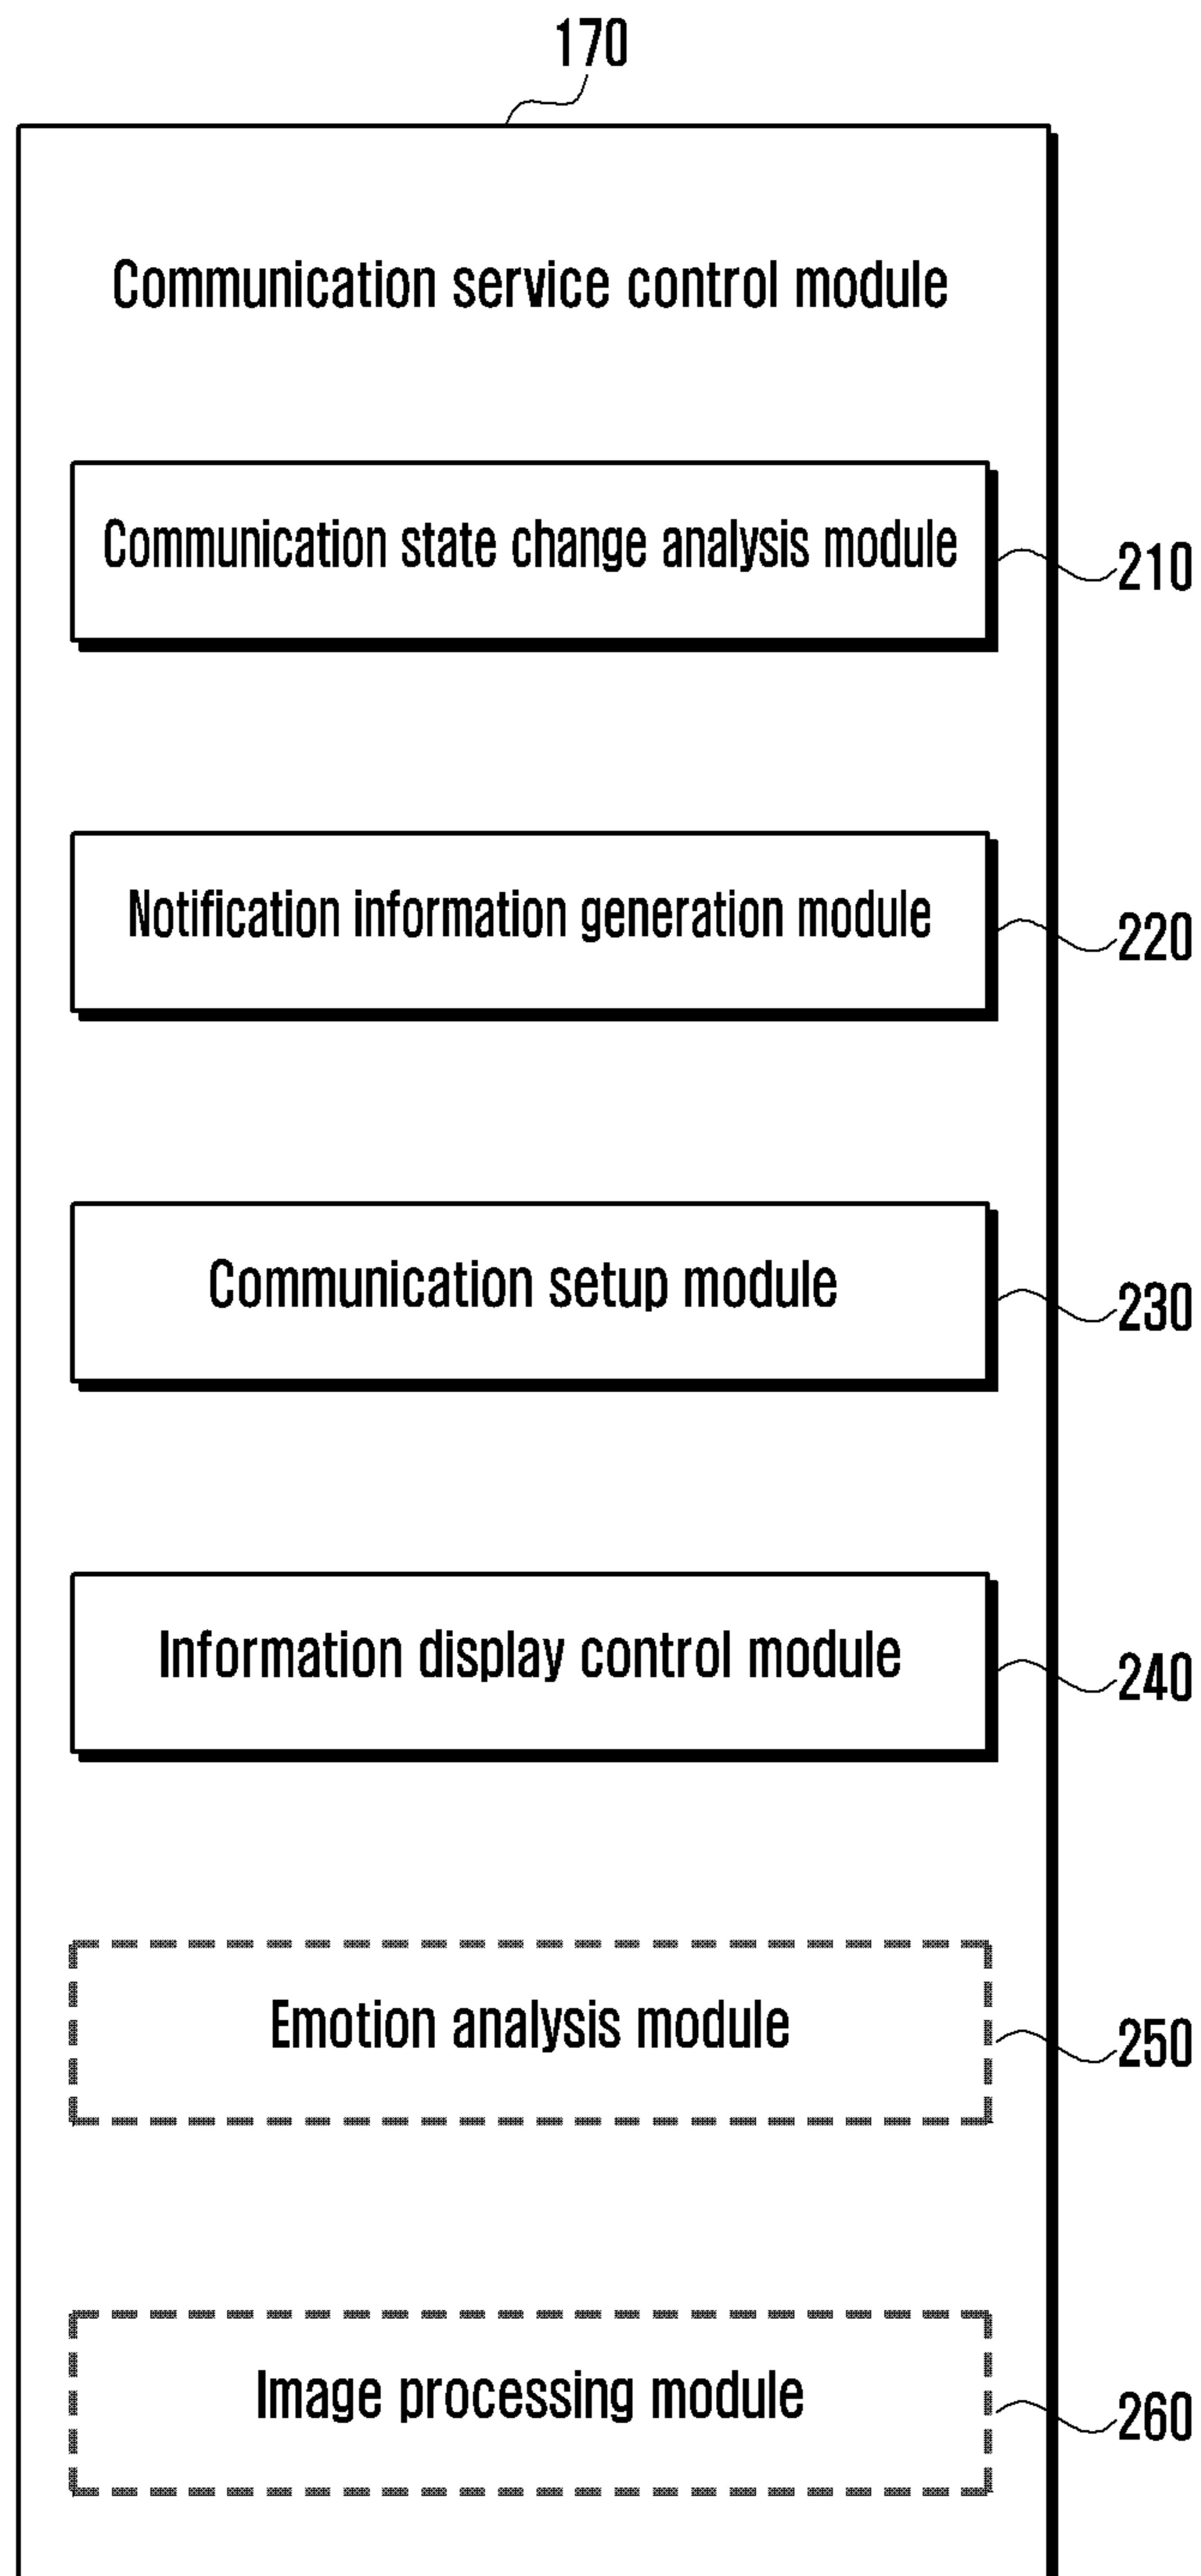 170
Communication service control module
Communication state change analysis module
210
Notification information generation module
220
Communication setup module
230
Information display control module
240
Emotion analysis module
250
Image processing module
260